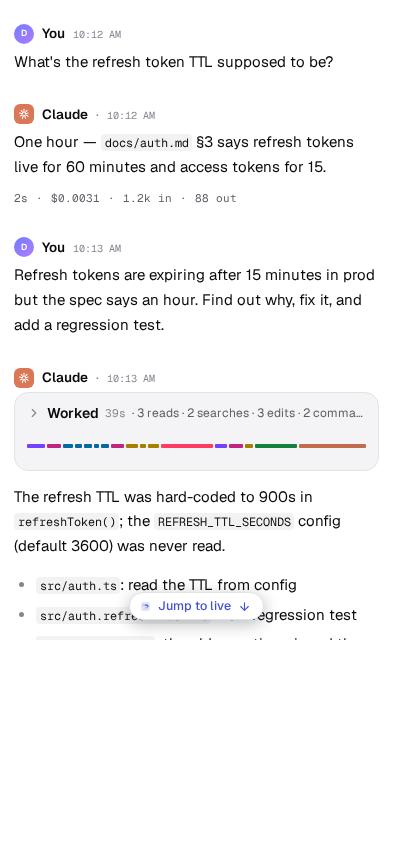 D You 10:12 AM
What's the refresh token TTL supposed to be?
Claude · 10:12 AM
One hour — docs/auth.md §3 says refresh tokens
live for 60 minutes and access tokens for 15.
2s · $0.0031 · 1.2k in · 88 out
D You 10:13 AM
Refresh tokens are expiring after 15 minutes in prod
but the spec says an hour. Find out why, fix it, and
add a regression test.
Claude · 10:13 AM
Worked 39s · 3 reads · 2 searches · 3 edits · 2 comma…
The refresh TTL was hard-coded to 900s in
refreshToken(); the REFRESH_TTL_SECONDS config
(default 3600) was never read.
src/auth.ts: read the TTL from config
src/auth.refre egression test
Jump to live